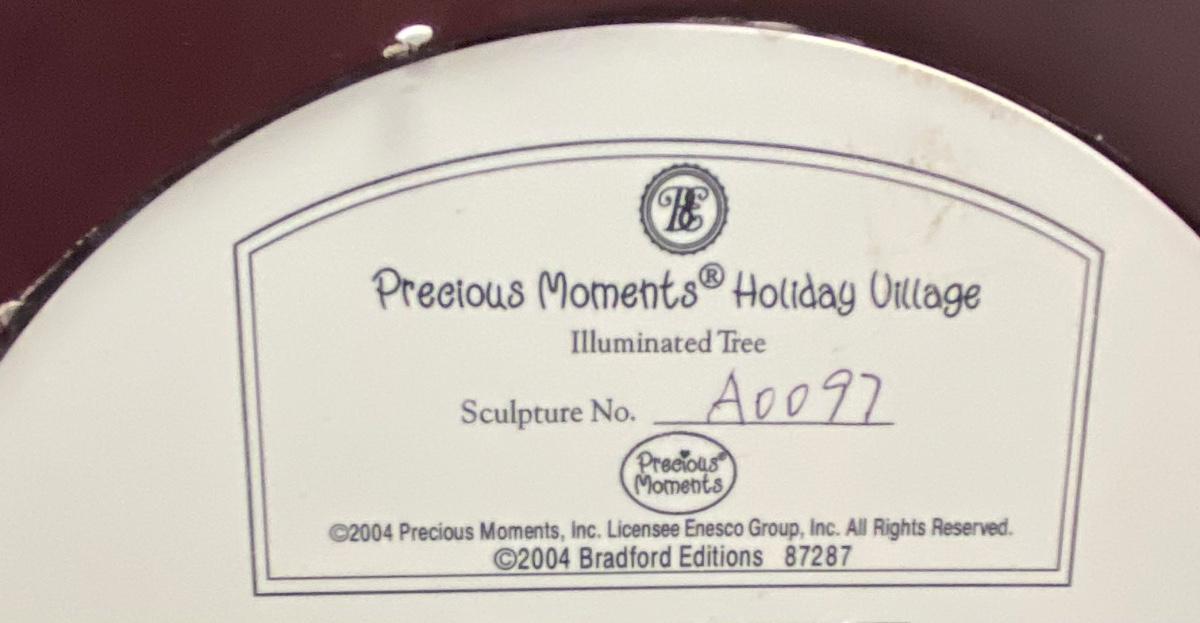 BE
Precious Moments® Holiday Village
Illuminated Tree
Sculpture No. A0097
Precious®
Moments
©2004 Precious Moments, Inc. Licensee Enesco Group, Inc. All Rights Reserved.
©2004 Bradford Editions 87287